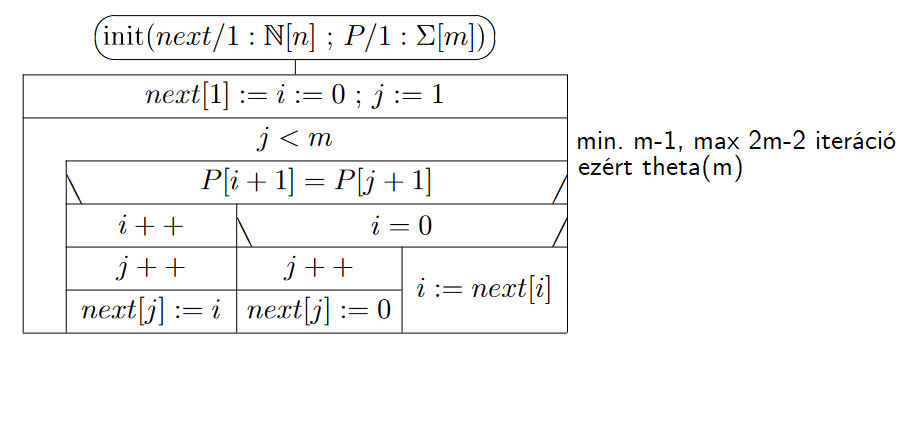 init(next/1 : ℕ[n] ; P/1 : Σ[m])
next[1] := i := 0 ; j := 1
j < m
min. m-1, max 2m-2 iteráció
ezért theta(m)
P[i + 1] = P[j + 1]
i + +
i = 0
j + +
j + +
i := next[i]
next[j] := i
next[j] := 0